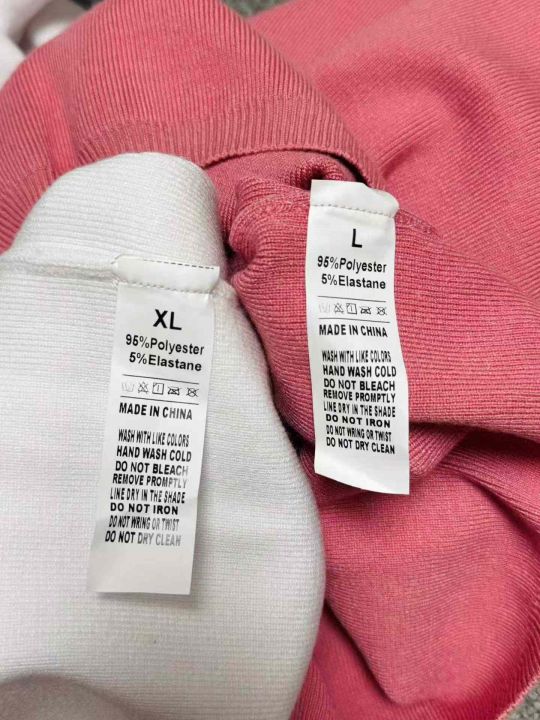 XL
95%Polyester
5%Elastane
MADE IN CHINA
WASH WITH LIKE COLORS
HAND WASH COLD
DO NOT BLEACH
REMOVE PROMPTLY
LINE DRY IN THE SHADE
DO NOT IRON
DO NOT WRING OR TWIST
DO NOT DRY CLEAN
L
95%Polyester
5%Elastane
MADE IN CHINA
WASH WITH LIKE COLORS
HAND WASH COLD
DO NOT BLEACH
REMOVE PROMPTLY
LINE DRY IN THE SHADE
DO NOT IRON
DO NOT WRING OR TWIST
DO NOT DRY CLEAN